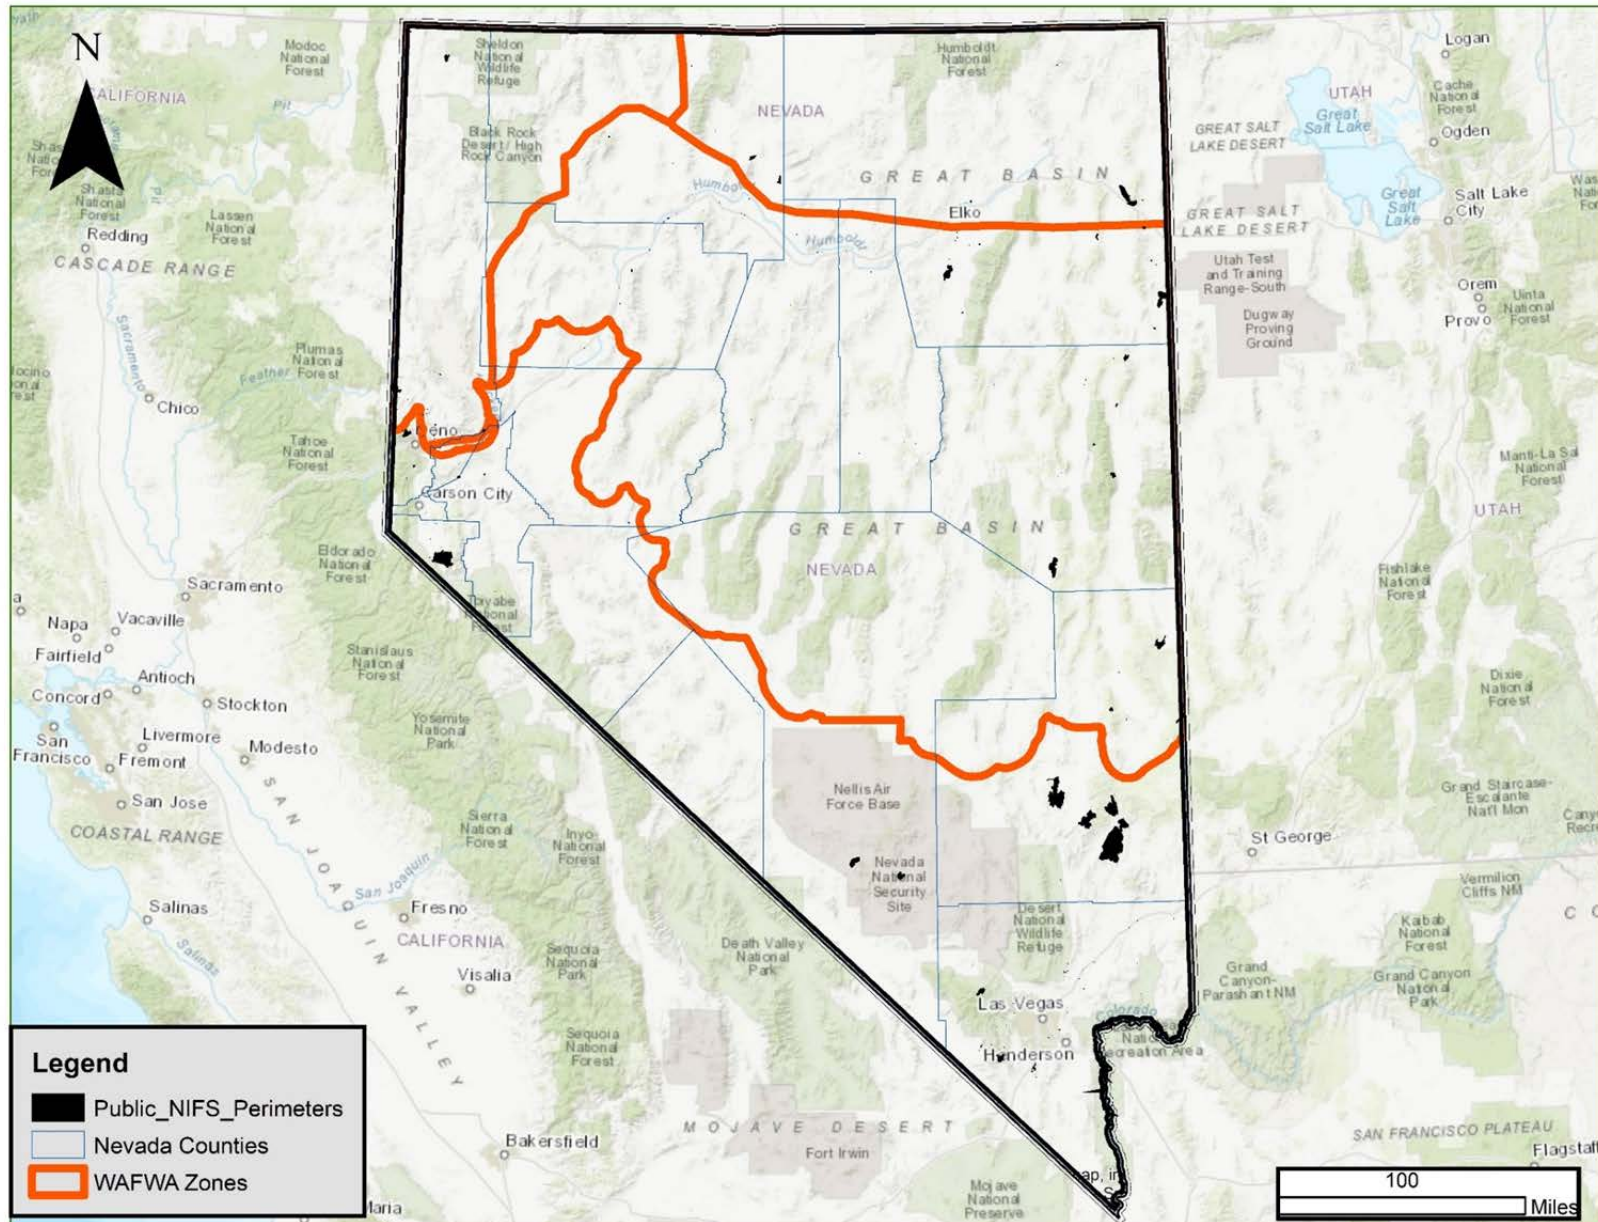 N
Modoc
National
Forest
CALIFORNIA
Pit
Pit
Shasta
National
Forest
Redding
CASCADE RANGE
Lassen
National
Forest
Sheldon
National
Wildlife
Refuge
Black Rock
Desert/ High
Rock Canyon
NEVADA
Humboldt
National
Forest
GREAT BASIN
Humbo
Elko
Humboldt
Logan
UTAH
Cache
National
Forest
Great
Salt Lake
Ogden
GREAT SALT
LAKE DESERT
Great
Salt
Lake
Salt Lake
City
GREAT SALT
LAKE DESERT
Utah Test
and Training
Range-South
Orem
Uinta
National
Forest
Provo
Dugway
Proving
Ground
Sacramento
Plumas
National
Forest
Feather
Chico
Tahoe
National
Forest
éno
Carson City
Eldorado
National
Forest
Toiyabe
National
Forest
GREAT BASIN
NEVADA
Manti-La Sal
National
Forest
UTAH
Fishlake
National
Forest
Sacramento
Napa
Vacaville
Fairfield
Antioch
Concord
Stockton
San
Francisco
Livermore
Fremont
Modesto
San Jose
COASTAL RANGE
Stanislaus
National
Forest
Yosemite
National
Park
SAN JOAQUIN VALLEY
Sierra
National
Forest
Inyo-
National
Forest
Nellis Air
Force Base
Nevada
National
Security
Site
Dixie
National
Forest
Grand Staircase-
Escalante
Nat'l Mon
St George
Vermilion
Cliffs NM
Kaibab
National
Forest
San Joaquin
Salinas
Salinas
Fresno
CALIFORNIA
Visalia
Sequoia
National
Park
Sequoia
National
Forest
Death Valley
National
Park
Desert
National
Wildlife
Refuge
Grand
Canyon-
Parashant NM
Grand Canyon
National
Park
Las Vegas
Colorado
Henderson
Recreation Area
MOJAVE DESERT
Fort Irwin
Bakersfield
Mojave
National
Preserve
SAN FRANCISCO PLATEAU
Flagstaff
Maria
Legend
Public_NIFS_Perimeters
Nevada Counties
WAFWA Zones
100
Miles